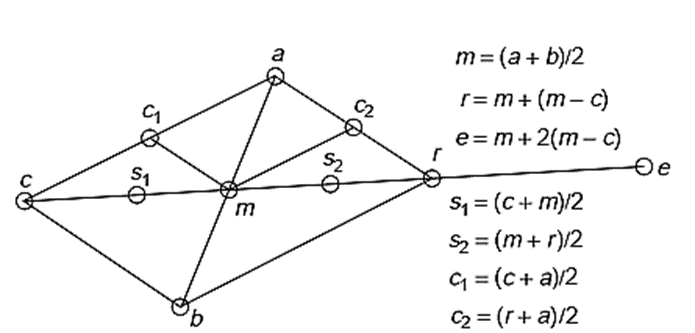 a
m = (a + b)/2
c₁
c₂
r = m + (m − c)
e = m + 2(m − c)
c
s₁
s₂
r
e
m
s₁ = (c + m)/2
s₂ = (m + r)/2
c₁ = (c + a)/2
b
c₂ = (r + a)/2